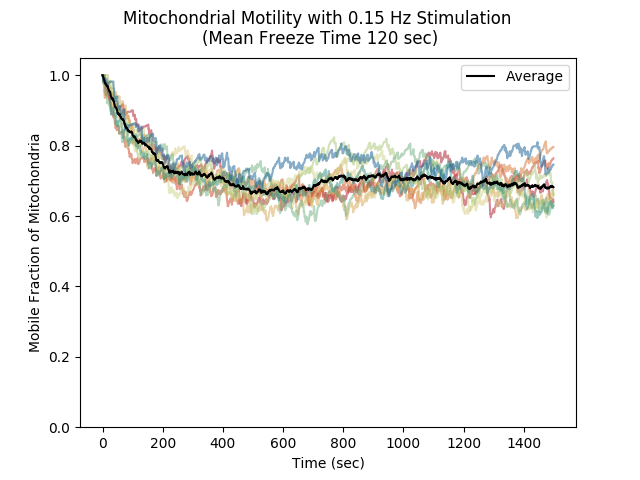 Mitochondrial Motility with 0.15 Hz Stimulation
(Mean Freeze Time 120 sec)
Average
Mobile Fraction of Mitochondria
1.0
0.8
0.6
0.4
0.2
0.0
0 200 400 600 800 1000 1200 1400
Time (sec)